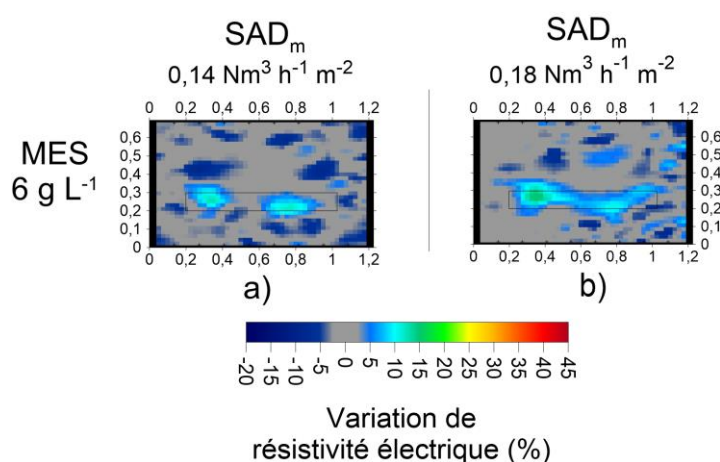 SAD_m SAD_m
0,14 Nm³ h⁻¹ m⁻² 0,18 Nm³ h⁻¹ m⁻²
0 0,2 0,4 0,6 0,8 1 1,2 0 0,2 0,4 0,6 0,8 1 1,2
MES
6 g L⁻¹
0,6
0,5
0,4
0,3
0,2
0,1
0
0,6
0,5
0,4
0,3
0,2
0,1
0
0 0,2 0,4 0,6 0,8 1 1,2 0 0,2 0,4 0,6 0,8 1 1,2
a) b)
-20 -15 -10 -5 0 5 10 15 20 25 30 35 40 45
Variation de
résistivité électrique (%)